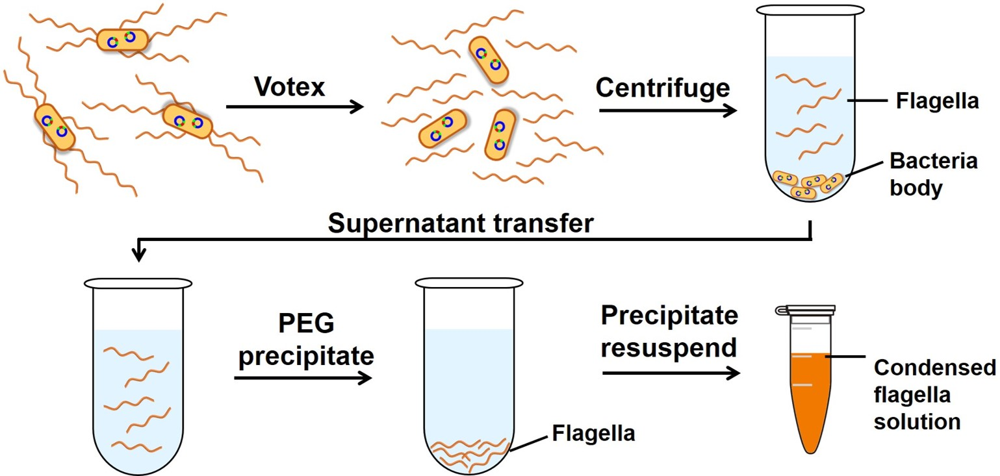 Votex
Centrifuge
Flagella
Bacteria
body
Supernatant transfer
PEG
precipitate
Flagella
Precipitate
resuspend
Condensed
flagella
solution